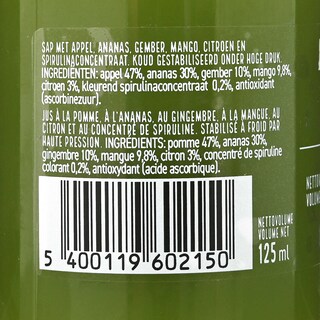 SAP MET APPEL, ANANAS, GEMBER, MANGO, CITROEN EN
SPIRULINACONCENTRAAT. KOUD GESTABILISEERD ONDER HOGE DRUK.
INGREDIËNTEN: appel 47%, ananas 30%, gember 10%, mango 9,8%,
citroen 3%, kleurend spirulinaconcentraat 0,2%, antioxidant
(ascorbinezuur).
JUS À LA POMME, À L'ANANAS, AU GINGEMBRE, À LA MANGUE, AU
CITRON ET AU CONCENTRÉ DE SPIRULINE. STABILISÉ À FROID PAR
HAUTE PRESSION. INGRÉDIENTS: pomme 47%, ananas 30%,
gingembre 10%, mangue 9,8%, citron 3%, concentré de spiruline
colorant 0,2%, antioxydant (acide ascorbique).
NETTOVOLUME
VOLUME NET
125 ml
5 400119 602150